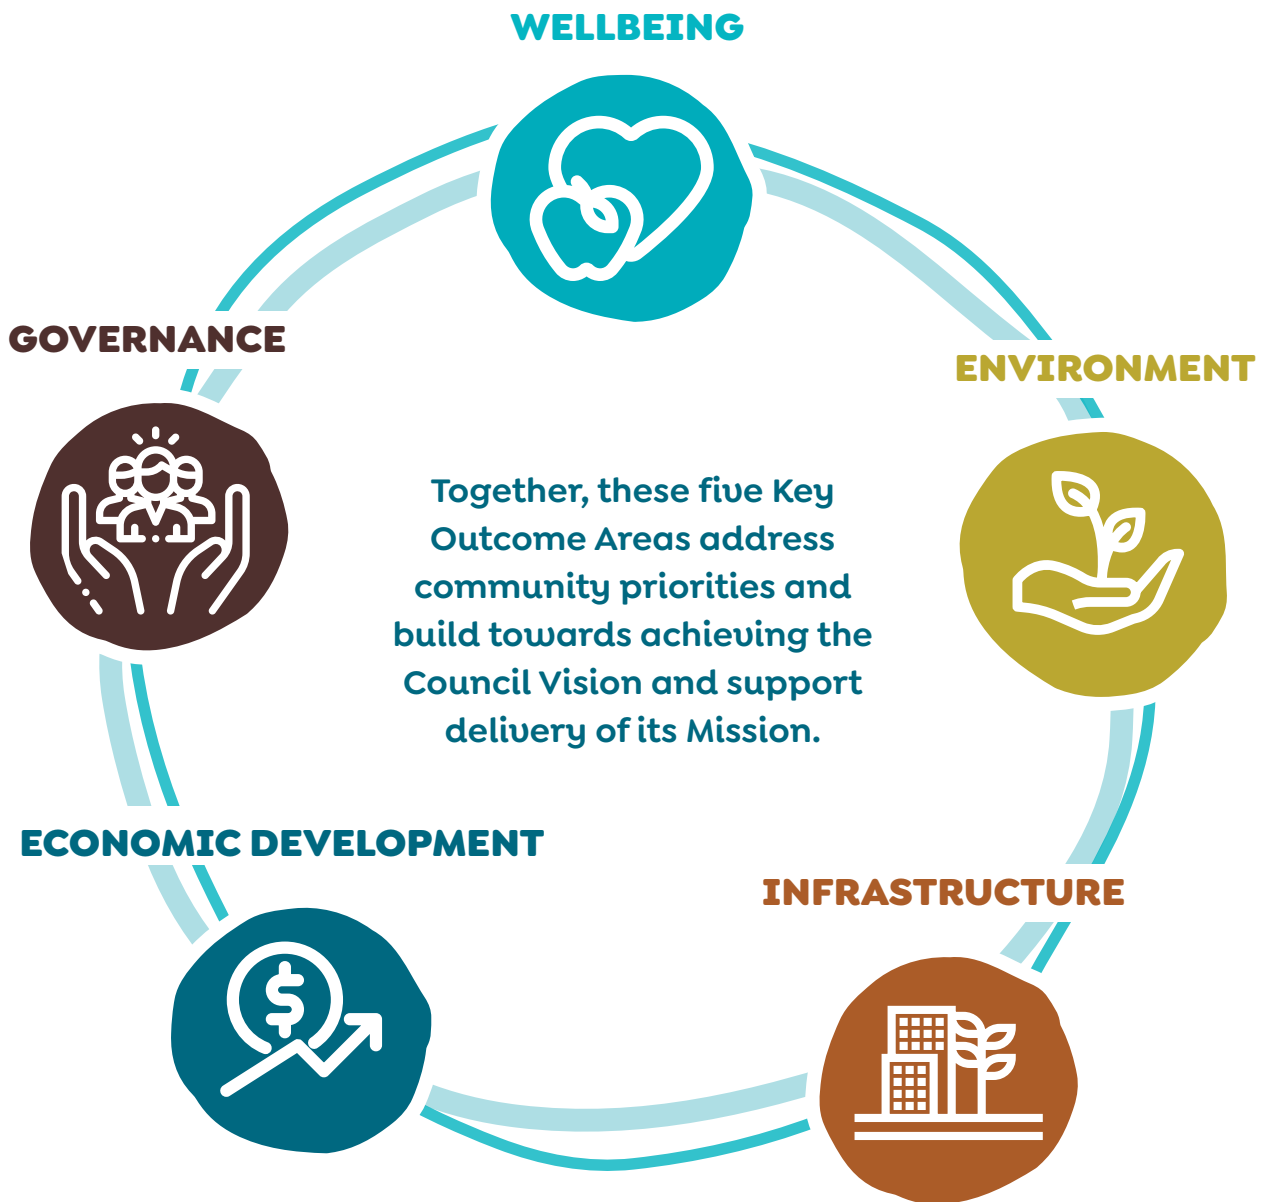 WELLBEING
GOVERNANCE
ENVIRONMENT
Together, these five Key
Outcome Areas address
community priorities and
build towards achieving the
Council Vision and support
delivery of its Mission.
ECONOMIC DEVELOPMENT
INFRASTRUCTURE
$